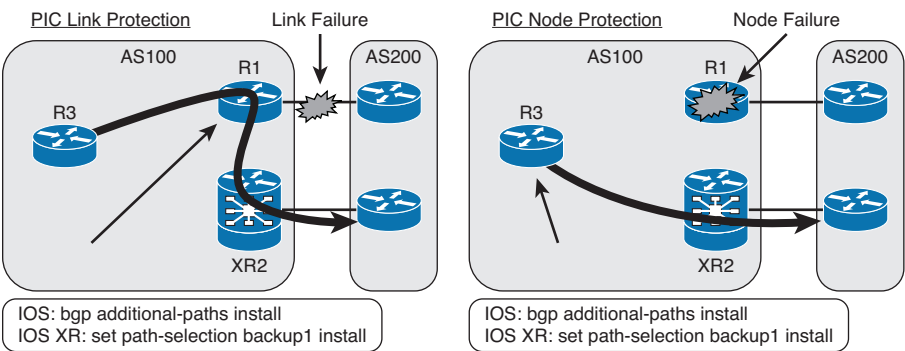 PIC Link Protection
Link Failure
AS100
R1
AS200
R3
XR2
IOS: bgp additional-paths install
IOS XR: set path-selection backup1 install
PIC Node Protection
Node Failure
AS100
R1
AS200
R3
XR2
IOS: bgp additional-paths install
IOS XR: set path-selection backup1 install